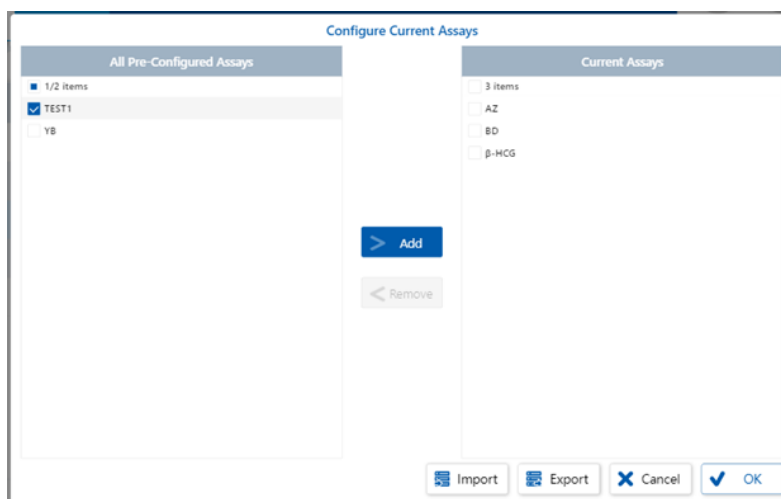 Configure Current Assays
All Pre-Configured Assays
1/2 items
TEST1
YB
Add
Remove
Current Assays
3 items
AZ
BD
β-HCG
Import
Export
Cancel
OK